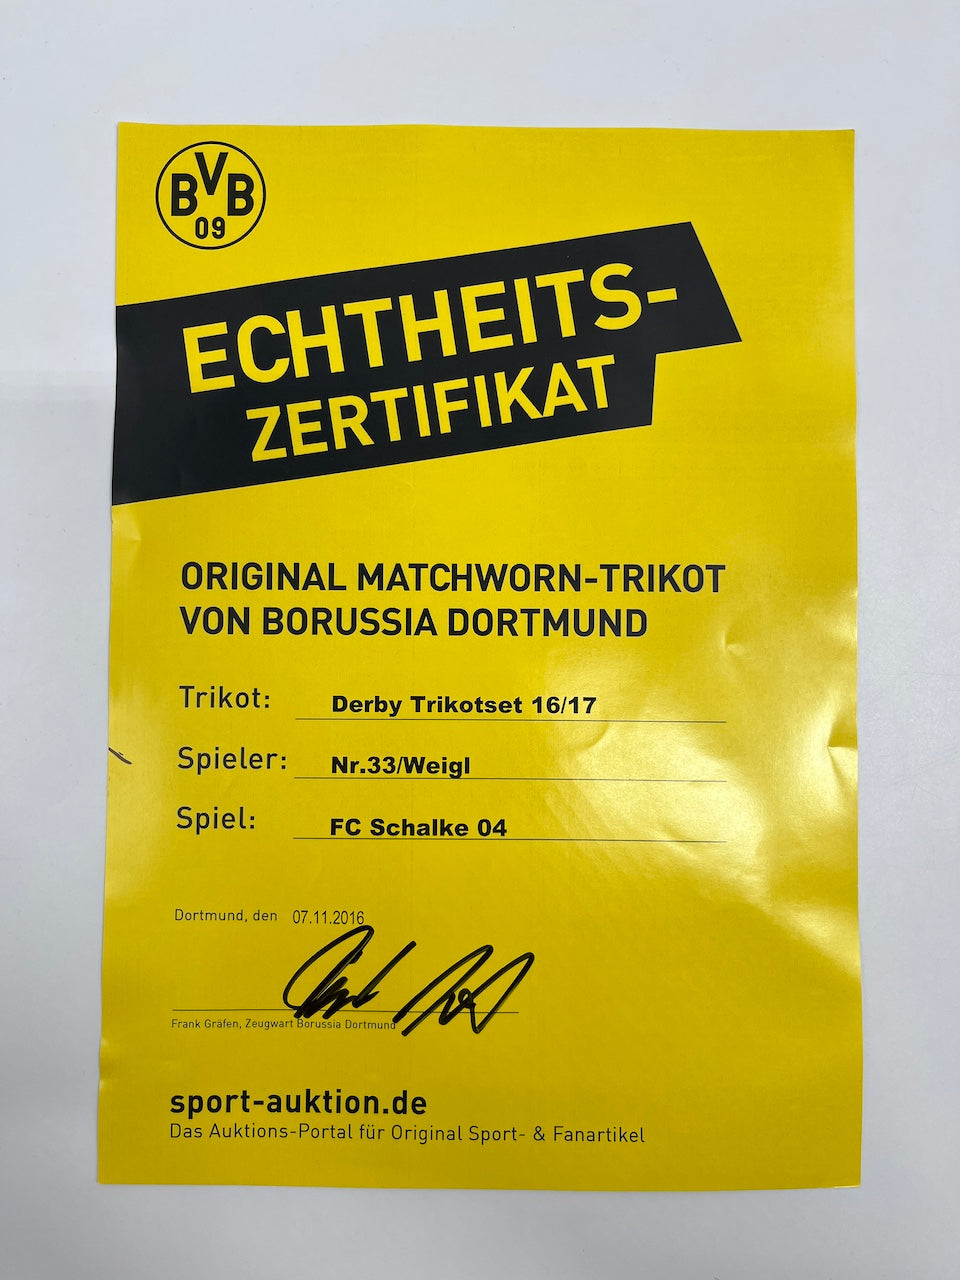 BVB
09
ECHTHEITS-
ZERTIFIKAT
ORIGINAL MATCHWORN-TRIKOT
VON BORUSSIA DORTMUND
Trikot: Derby Trikotset 16/17
Spieler: Nr.33/Weigl
Spiel: FC Schalke 04
Dortmund, den 07.11.2016
Frank Gräfen, Zeugwart Borussia Dortmund
sport-auktion.de
Das Auktions-Portal für Original Sport- & Fanartikel